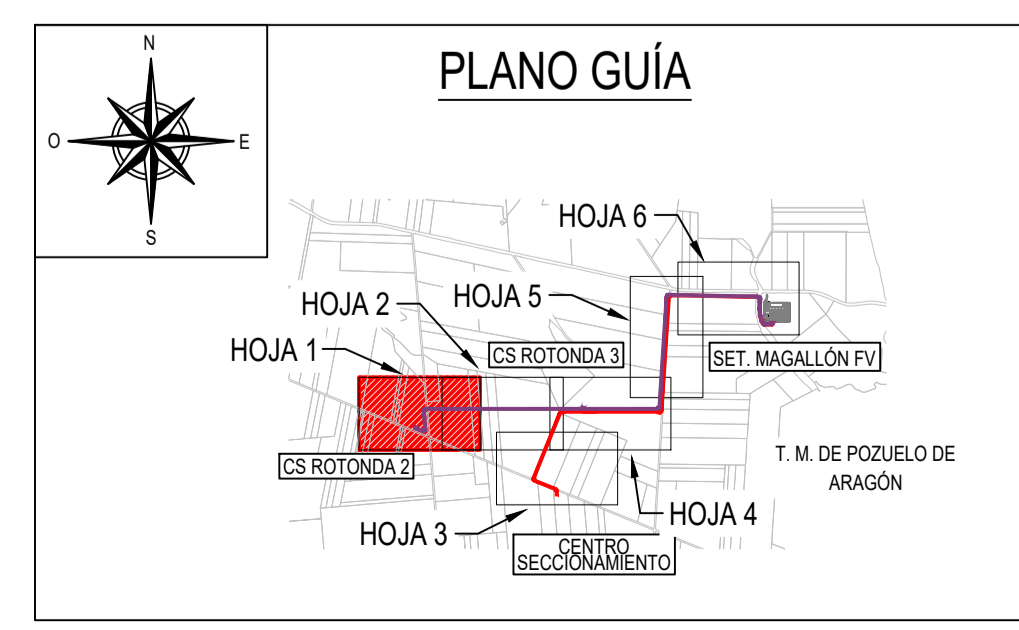 N
O
E
S
PLANO GUÍA
HOJA 6
HOJA 5
HOJA 2
HOJA 1
CS ROTONDA 3
SET. MAGALLÓN FV
CS ROTONDA 2
T. M. DE POZUELO DE
ARAGÓN
HOJA 4
HOJA 3
CENTRO
SECCIONAMIENTO